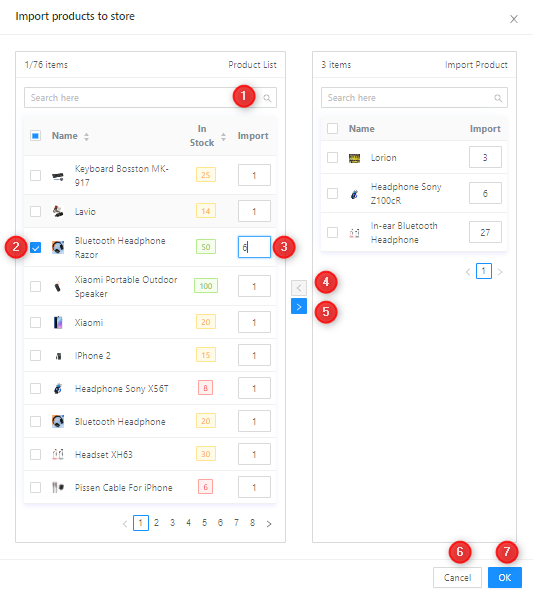 Import products to store
1/76 items Product List
Search here 1
Name In Stock Import
Keyboard Bosston MK-
917 25 1
Lavio 14 1
2 Bluetooth Headphone
Razor 50 6 3
Xiaomi Portable Outdoor
Speaker 100 1
Xiaomi 20 1
IPhone 2 15 1
Headphone Sony X56T 8 1
Bluetooth Headphone 20 1
Headset XH63 30 1
Pissen Cable For iPhone 6 1
< 1 2 3 4 5 6 7 8 >
< 4
> 5
3 items Import Product
Search here
Name Import
Lorion 3
Headphone Sony
Z100cR 6
In-ear Bluetooth
Headphone 27
< 1 >
6 7
Cancel OK